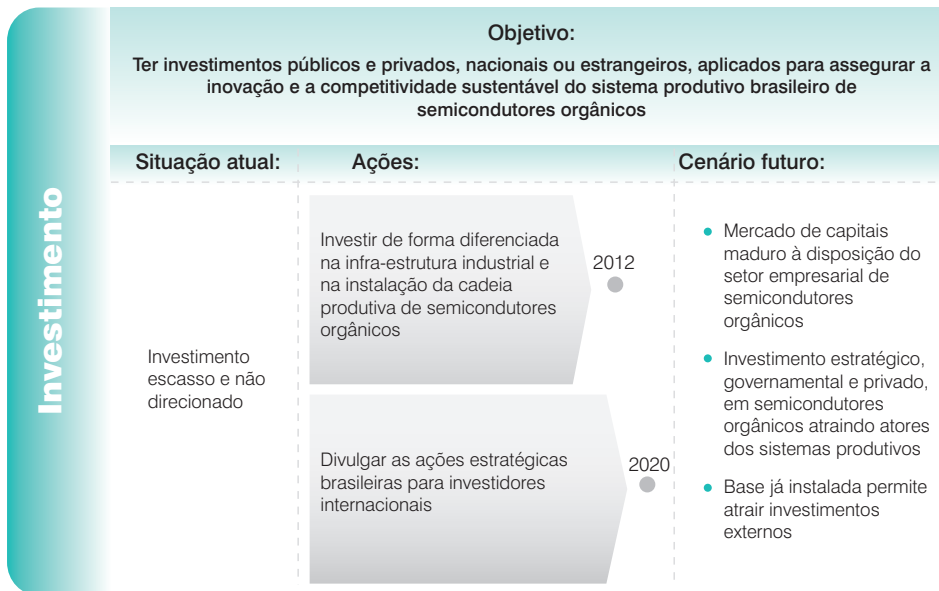 Investimento
Objetivo:
Ter investimentos públicos e privados, nacionais ou estrangeiros, aplicados para assegurar a
inovação e a competitividade sustentável do sistema produtivo brasileiro de
semicondutores orgânicos
Situação atual:
Ações:
Cenário futuro:
Investimento
escasso e não
direcionado
Investir de forma diferenciada
na infra-estrutura industrial e
na instalação da cadeia
produtiva de semicondutores
orgânicos
2012
Divulgar as ações estratégicas
brasileiras para investidores
internacionais
2020
• Mercado de capitais
maduro à disposição do
setor empresarial de
semicondutores
orgânicos
• Investimento estratégico,
governamental e privado,
em semicondutores
orgânicos atraindo atores
dos sistemas produtivos
• Base já instalada permite
atrair investimentos
externos